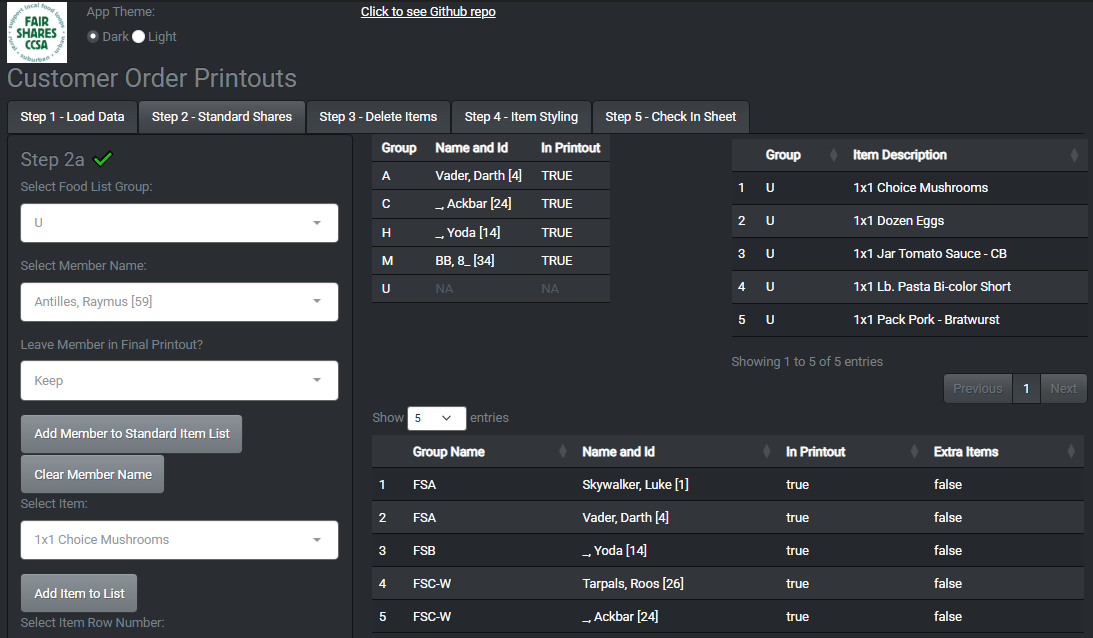 support local food loops
FAIR
SHARES
CCSA
rural · suburban · urban
App Theme:
Dark Light
Click to see Github repo
Customer Order Printouts
Step 1 - Load Data
Step 2 - Standard Shares
Step 3 - Delete Items
Step 4 - Item Styling
Step 5 - Check In Sheet
Step 2a
Select Food List Group:
U
Select Member Name:
Antilles, Raymus [59]
Leave Member in Final Printout?
Keep
Add Member to Standard Item List
Clear Member Name
Select Item:
1x1 Choice Mushrooms
Add Item to List
Select Item Row Number:
Group Name and Id In Printout
A Vader, Darth [4] TRUE
C _, Ackbar [24] TRUE
H _, Yoda [14] TRUE
M BB, 8_ [34] TRUE
U NA NA
Group Item Description
1 U 1x1 Choice Mushrooms
2 U 1x1 Dozen Eggs
3 U 1x1 Jar Tomato Sauce - CB
4 U 1x1 Lb. Pasta Bi-color Short
5 U 1x1 Pack Pork - Bratwurst
Showing 1 to 5 of 5 entries
Previous 1 Next
Show 5 entries
Group Name Name and Id In Printout Extra Items
1 FSA Skywalker, Luke [1] true false
2 FSA Vader, Darth [4] true false
3 FSB _, Yoda [14] true false
4 FSC-W Tarpals, Roos [26] true false
5 FSC-W _, Ackbar [24] true false